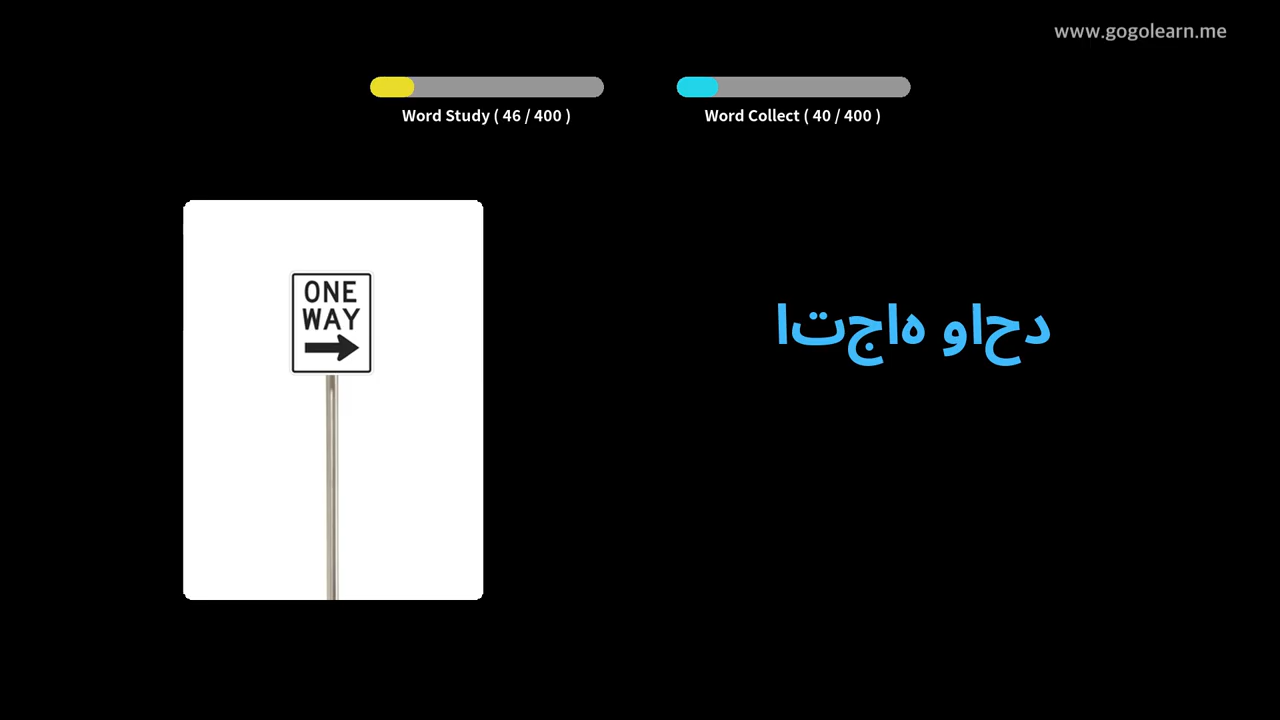 www.gogolearn.me
Word Study ( 46 / 400 )
Word Collect ( 40 / 400 )
ONE
WAY
دحاو هاجتا